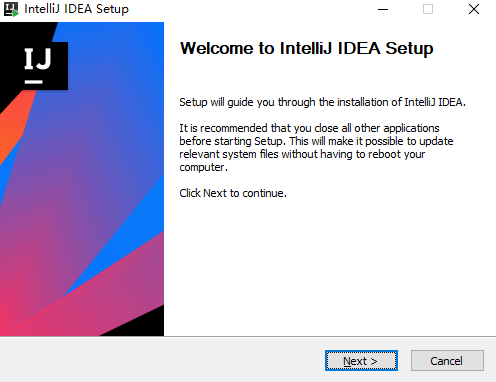 IntelliJ IDEA Setup
IJ
Welcome to IntelliJ IDEA Setup
Setup will guide you through the installation of IntelliJ IDEA.
It is recommended that you close all other applications
before starting Setup. This will make it possible to update
relevant system files without having to reboot your
computer.
Click Next to continue.
Next >
Cancel